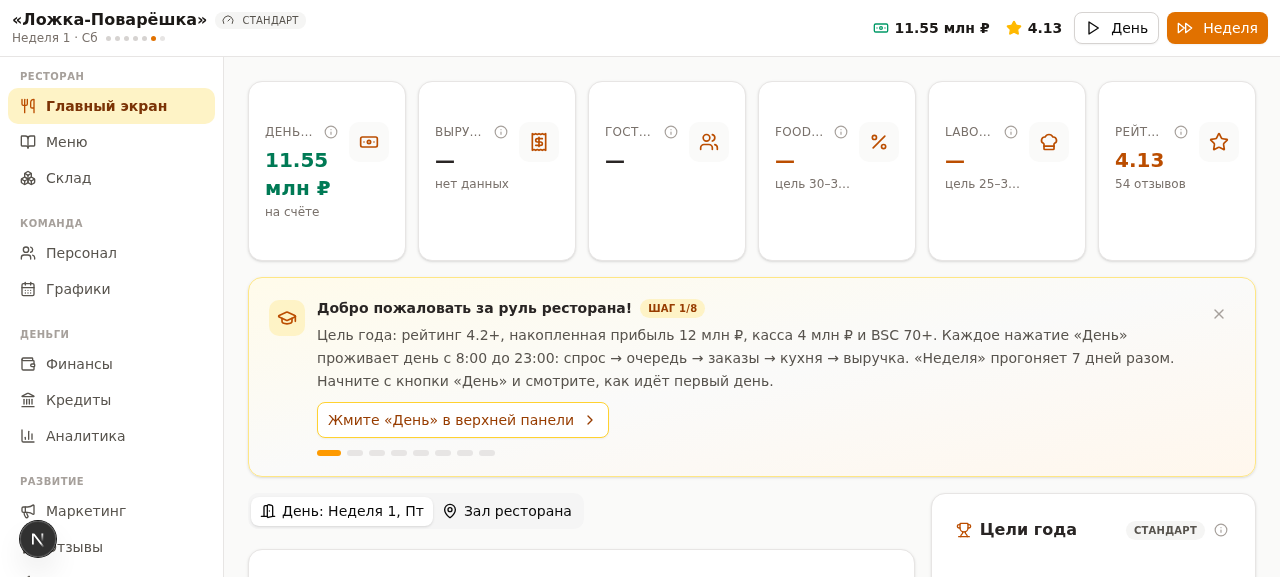 «Ложка-Поварёшка»
СТАНДАРТ
Неделя 1 · Сб
11.55 млн ₽
4.13
День
Неделя
РЕСТОРАН
Главный экран
Меню
Склад
КОМАНДА
Персонал
Графики
ДЕНЬГИ
Финансы
Кредиты
Аналитика
РАЗВИТИЕ
Маркетинг
тзывы
ДЕНЬ...
11.55
млн ₽
на счёте
ВЫРУ...
—
нет данных
ГОСТ...
—
FOOD...
—
цель 30–3...
LABO...
—
цель 25–3...
РЕЙТ...
4.13
54 отзывов
Добро пожаловать за руль ресторана!
ШАГ 1/8
Цель года: рейтинг 4.2+, накопленная прибыль 12 млн ₽, касса 4 млн ₽ и BSC 70+. Каждое нажатие «День»
проживает день с 8:00 до 23:00: спрос → очередь → заказы → кухня → выручка. «Неделя» прогоняет 7 дней разом.
Начните с кнопки «День» и смотрите, как идёт первый день.
Жмите «День» в верхней панели
День: Неделя 1, Пт
Зал ресторана
Цели года
СТАНДАРТ